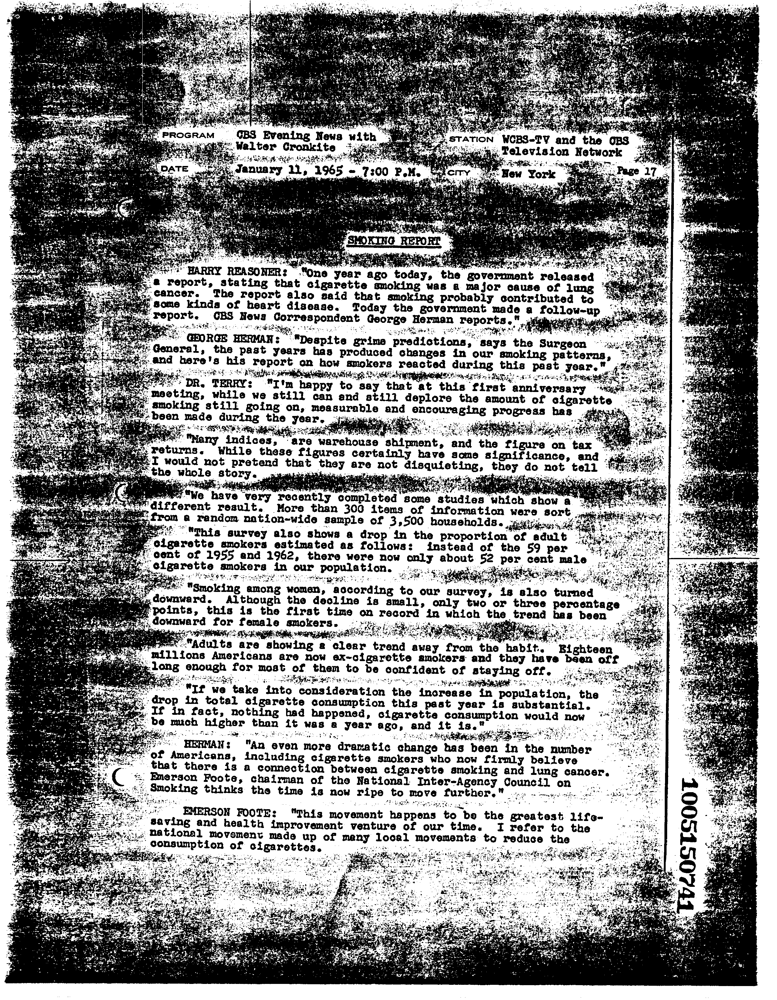 PROGRAM CBS Evening News with Walter Cronkite
STATION WCBS-TV and the CBS Television Network
DATE January 11, 1965 - 7:00 P.M.
CITY New York
Page 17
SMOKING REPORT
HARRY REASONER: "One year ago today, the government released
a report, stating that cigarette smoking was a major cause of lung
cancer. The report also said that smoking probably contributed to
some kinds of heart disease. Today the government made a follow-up
report. CBS News Correspondent George Herman reports."
GEORGE HERMAN: "Despite grime predictions, says the Surgeon
General, the past years has produced changes in our smoking patterns,
and here's his report on how smokers reacted during this past year."
DR. TERRY: "I'm happy to say that at this first anniversary
meeting, while we still can and still deplore the amount of cigarette
smoking still going on, measurable and encouraging progress has
been made during the year.
"Many indices, are warehouse shipment, and the figure on tax
returns. While these figures certainly have some significance, and
I would not pretend that they are not disquieting, they do not tell
the whole story.
"We have very recently completed some studies which show a
different result. More than 300 items of information were sort
from a random nation-wide sample of 3,500 households.
"This survey also shows a drop in the proportion of adult
cigarette smokers estimated as follows: instead of the 59 per
cent of 1955 and 1962, there were now only about 52 per cent male
cigarette smokers in our population.
"Smoking among women, according to our survey, is also turned
downward. Although the decline is small, only two or three percentage
points, this is the first time on record in which the trend has been
downward for female smokers.
"Adults are showing a clear trend away from the habit. Eighteen
millions Americans are now ex-cigarette smokers and they have been off
long enough for most of them to be confident of staying off.
"If we take into consideration the increase in population, the
drop in total cigarette consumption this past year is substantial.
If in fact, nothing had happened, cigarette consumption would now
be much higher than it was a year ago, and it is."
HERMAN: "An even more dramatic change has been in the number
of Americans, including cigarette smokers who now firmly believe
that there is a connection between cigarette smoking and lung cancer.
Emerson Foote, chairman of the National Inter-Agency Council on
Smoking thinks the time is now ripe to move further."
EMERSON FOOTE: "This movement happens to be the greatest life-
saving and health improvement venture of our time. I refer to the
national movement made up of many local movements to reduce the
consumption of cigarettes.
1005150741